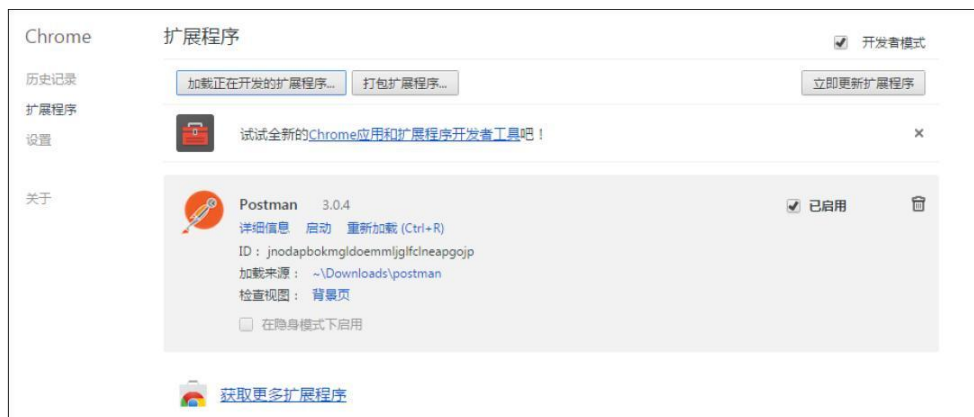 Chrome
扩展程序
开发者模式
历史记录
扩展程序
设置
关于
加载正在开发的扩展程序...
打包扩展程序...
立即更新扩展程序
试试全新的Chrome应用和扩展程序开发者工具吧！
Postman 3.0.4
已启用
详细信息 启动 重新加载 (Ctrl+R)
ID： jnodapbokmgldoemmljglfclneapgojp
加载来源： ~\Downloads\postman
检查视图： 背景页
在隐身模式下启用
获取更多扩展程序